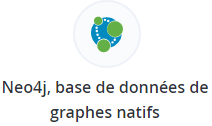 Neo4j, base de données de
graphes natifs